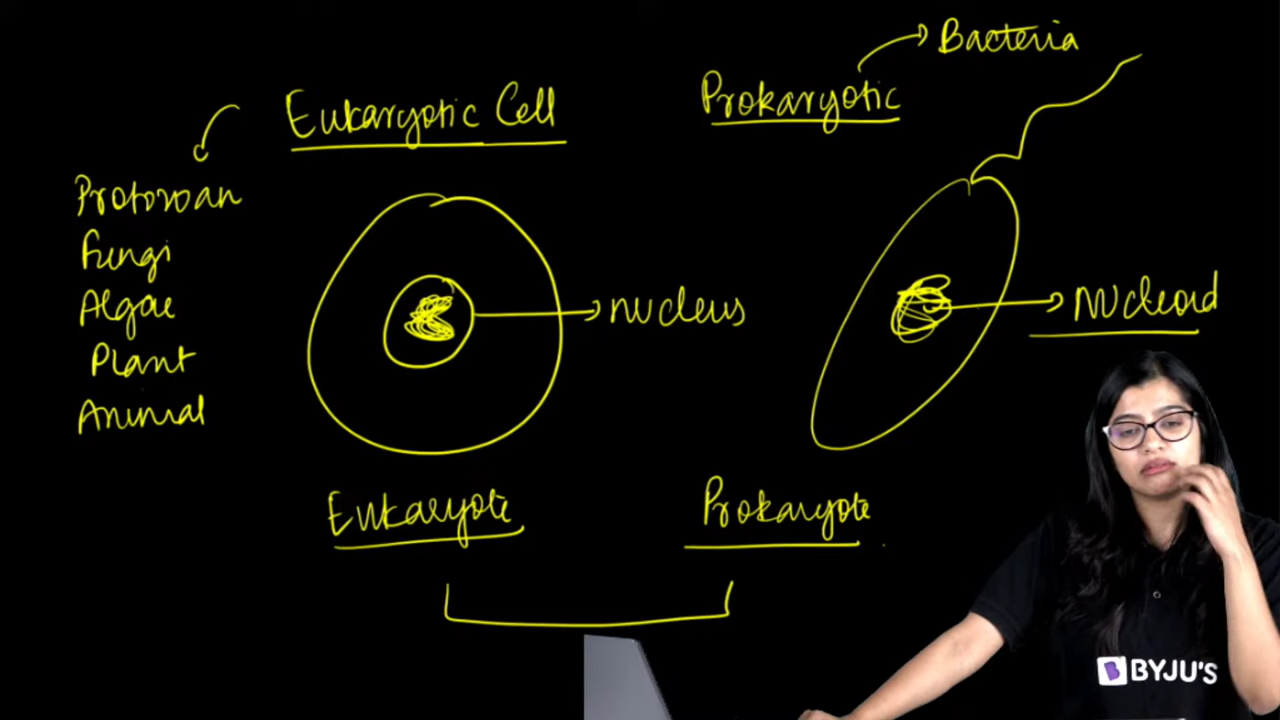 Bacteria
Eukaryotic Cell
Prokaryotic
Protozoan
Fungi
Algae
Plant
Animal
nucleus
Nucleoid
Eukaryote
Prokaryote
B BYJU'S